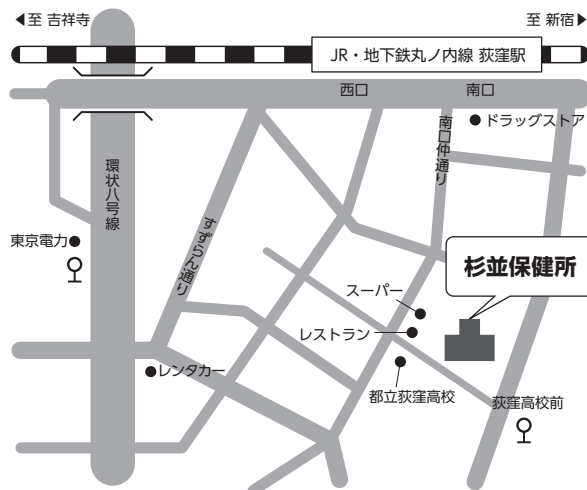 ◀至 吉祥寺
至 新宿▶
JR・地下鉄丸ノ内線 荻窪駅
西口
南口
ドラッグストア
南口仲通り
環状八号線
すずらん通り
東京電力
杉並保健所
スーパー
レストラン
レンタカー
都立荻窪高校
荻窪高校前